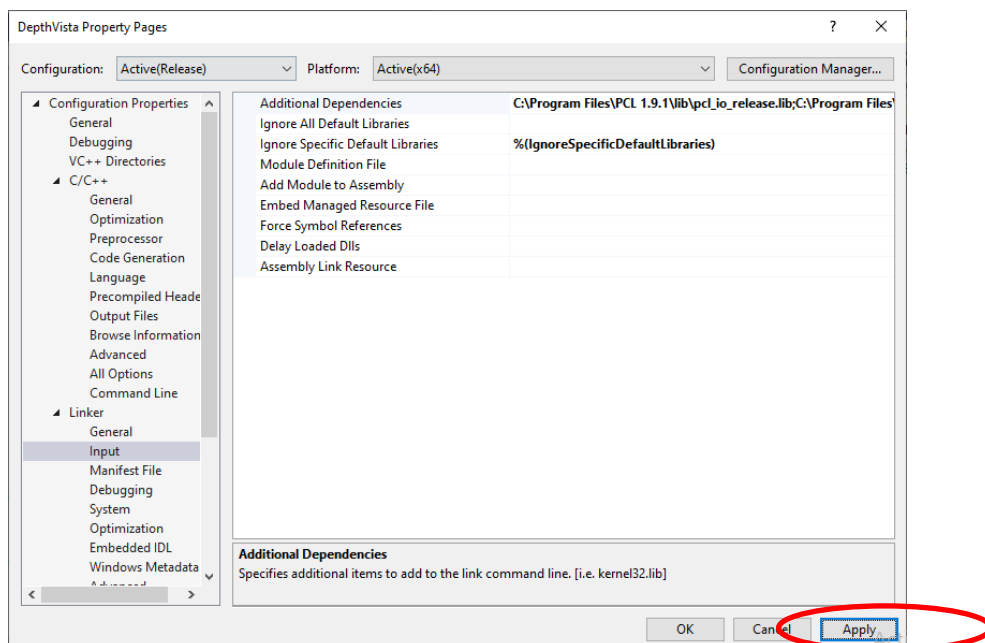 DepthVista Property Pages
?
Configuration: Active(Release) Platform: Active(x64) Configuration Manager...
Configuration Properties
General
Debugging
VC++ Directories
C/C++
General
Optimization
Preprocessor
Code Generation
Language
Precompiled Heade
Output Files
Browse Information
Advanced
All Options
Command Line
Linker
General
Input
Manifest File
Debugging
System
Optimization
Embedded IDL
Windows Metadata
Advanced
Additional Dependencies C:\Program Files\PCL 1.9.1\lib\pcl_io_release.lib;C:\Program Files\
Ignore All Default Libraries
Ignore Specific Default Libraries %(IgnoreSpecificDefaultLibraries)
Module Definition File
Add Module to Assembly
Embed Managed Resource File
Force Symbol References
Delay Loaded Dlls
Assembly Link Resource
Additional Dependencies
Specifies additional items to add to the link command line. [i.e. kernel32.lib]
OK Cancel Apply